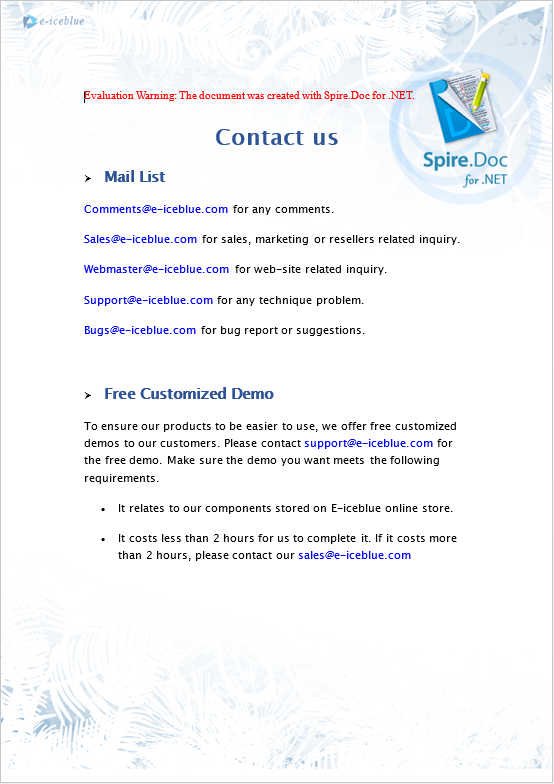 e-iceblue
Evaluation Warning: The document was created with Spire.Doc for .NET.
Contact us
Spire.Doc
for .NET
➢ Mail List
Comments@e-iceblue.com for any comments.
Sales@e-iceblue.com for sales, marketing or resellers related inquiry.
Webmaster@e-iceblue.com for web-site related inquiry.
Support@e-iceblue.com for any technique problem.
Bugs@e-iceblue.com for bug report or suggestions.
➢ Free Customized Demo
To ensure our products to be easier to use, we offer free customized
demos to our customers. Please contact support@e-iceblue.com for
the free demo. Make sure the demo you want meets the following
requirements.
• It relates to our components stored on E-iceblue online store.
• It costs less than 2 hours for us to complete it. If it costs more
than 2 hours, please contact our sales@e-iceblue.com